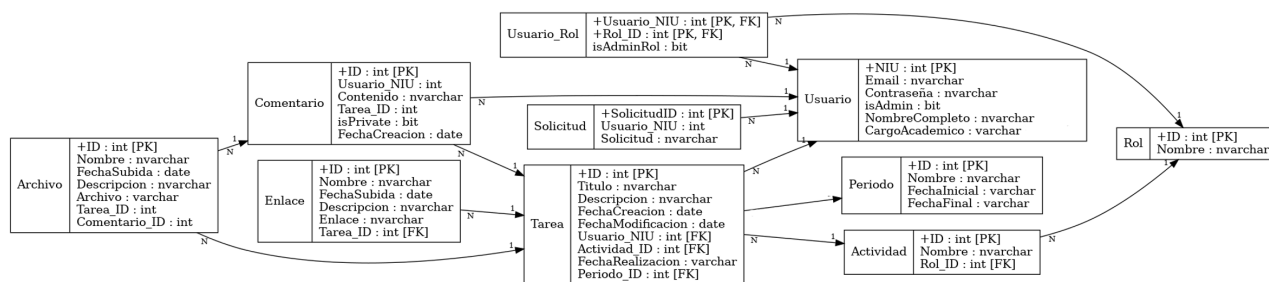 Usuario_Rol
+Usuario_NIU : int [PK, FK]
+Rol_ID : int [PK, FK]
isAdminRol : bit
N
N
Comentario
+ID : int [PK]
Usuario_NIU : int
Contenido : nvarchar
Tarea_ID : int
isPrivate : bit
FechaCreacion : date
N
N
1
1
1
Usuario
+NIU : int [PK]
Email : nvarchar
Contraseña : nvarchar
isAdmin : bit
NombreCompleto : nvarchar
CargoAcademico : varchar
1
Solicitud
+SolicitudID : int [PK]
Usuario_NIU : int
Solicitud : nvarchar
N
1
Rol
+ID : int [PK]
Nombre : nvarchar
1
1
Archivo
+ID : int [PK]
Nombre : nvarchar
FechaSubida : date
Descripcion : nvarchar
Archivo : varchar
Tarea_ID : int
Comentario_ID : int
N
N
1
Enlace
+ID : int [PK]
Nombre : nvarchar
FechaSubida : date
Descripcion : nvarchar
Enlace : nvarchar
Tarea_ID : int [FK]
N
1
1
1
Tarea
+ID : int [PK]
Titulo : nvarchar
Descripcion : nvarchar
FechaCreacion : date
FechaModificacion : date
Usuario_NIU : int [FK]
Actividad_ID : int [FK]
FechaRealizacion : varchar
Periodo_ID : int [FK]
N
N
N
1
Periodo
+ID : int [PK]
Nombre : nvarchar
FechaInicial : varchar
FechaFinal : varchar
1
Actividad
+ID : int [PK]
Nombre : nvarchar
Rol_ID : int [FK]
N